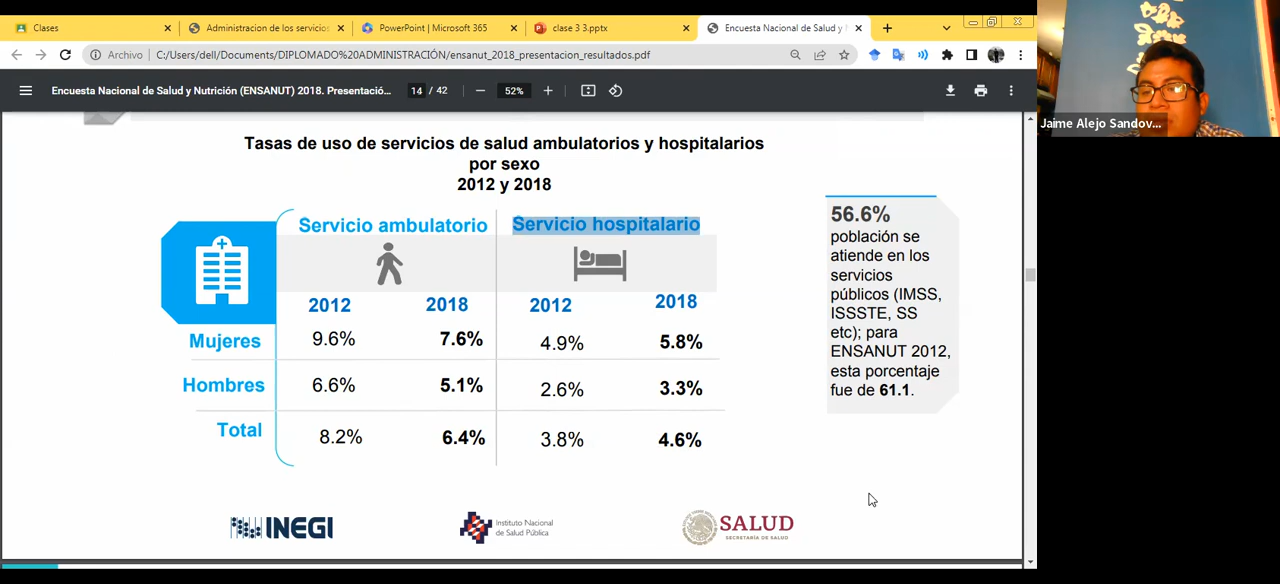 Clases
Administracion de los servicios
PowerPoint | Microsoft 365
clase 3 3.pptx
Encuesta Nacional de Salud y
Archivo
C:/Users/dell/Documents/DIPLOMADO%20ADMINISTRACIÓN/ensanut_2018_presentacion_resultados.pdf
Encuesta Nacional de Salud y Nutrición (ENSANUT) 2018. Presentació...
14 / 42
52%
Jaime Alejo Sandov...
Tasas de uso de servicios de salud ambulatorios y hospitalarios
por sexo
2012 y 2018
Servicio ambulatorio Servicio hospitalario
2012 2018 2012 2018
Mujeres 9.6% 7.6% 4.9% 5.8%
Hombres 6.6% 5.1% 2.6% 3.3%
Total 8.2% 6.4% 3.8% 4.6%
56.6%
población se
atiende en los
servicios
públicos (IMSS,
ISSSTE, SS
etc); para
ENSANUT 2012,
esta porcentaje
fue de 61.1.
INEGI
Instituto Nacional
de Salud Pública
SALUD
SECRETARÍA DE SALUD